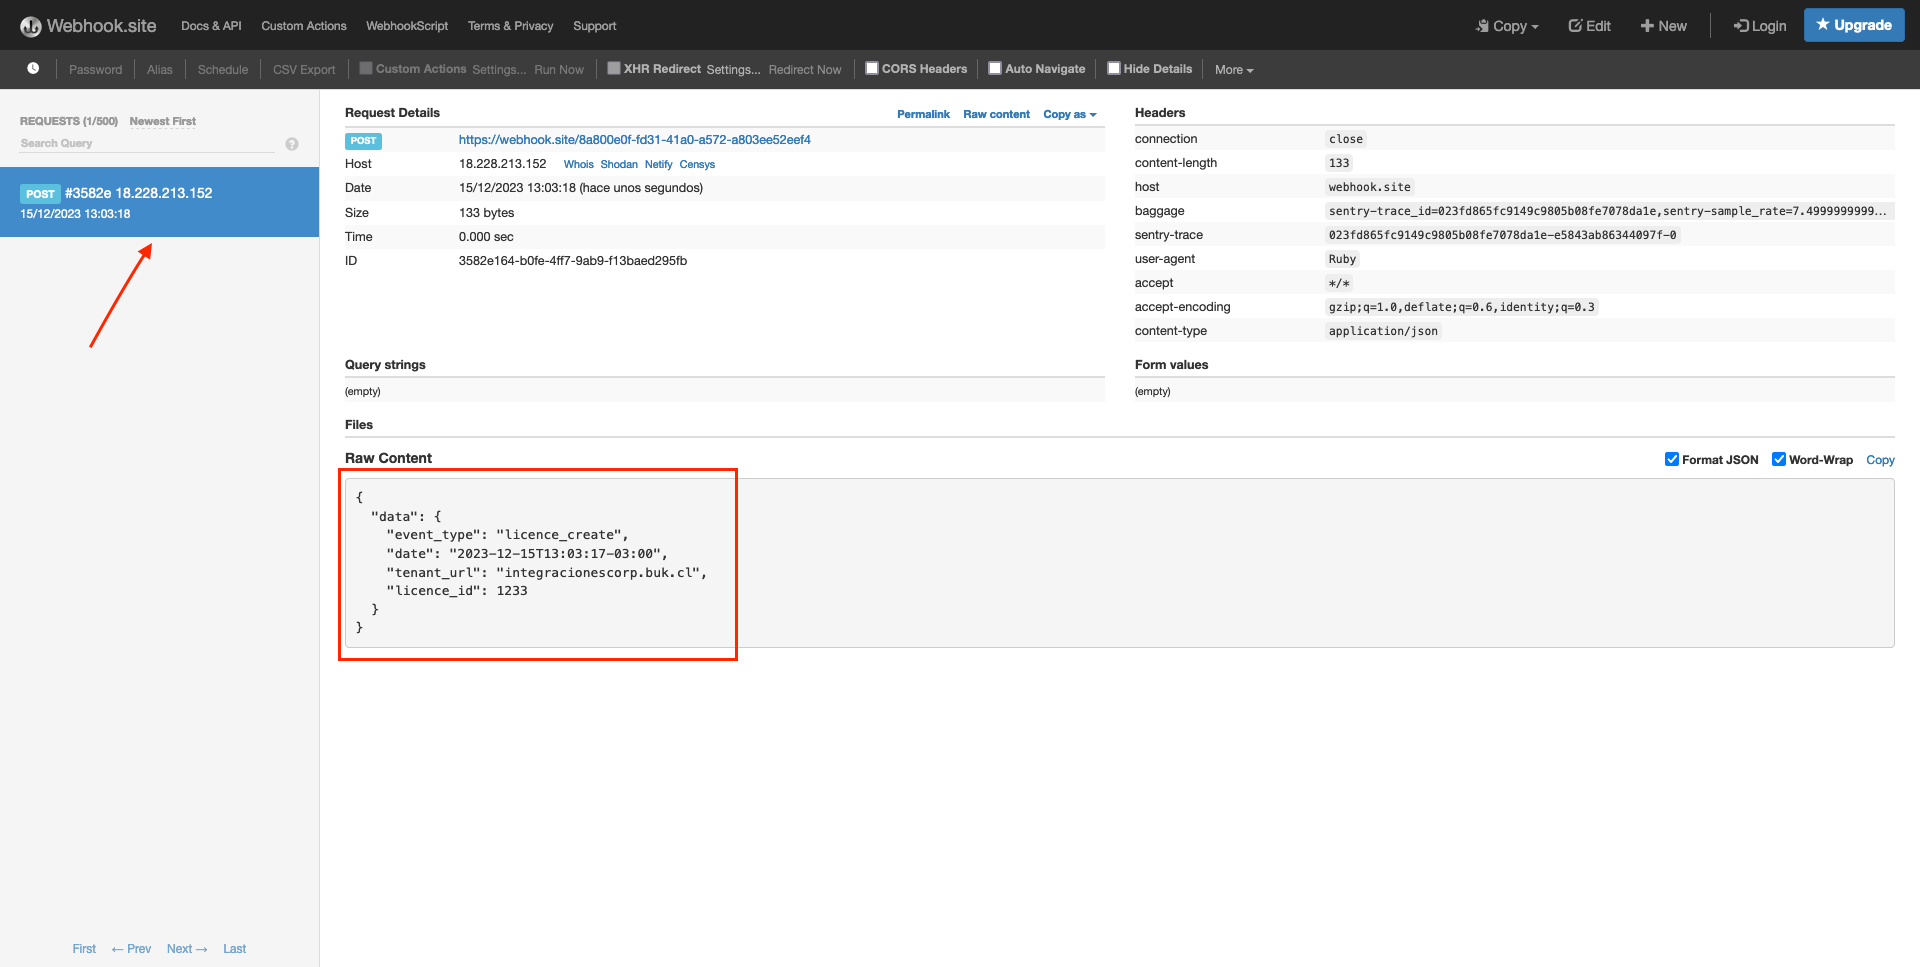 Webhook.site Docs & API Custom Actions WebhookScript Terms & Privacy Support Copy Edit New Login Upgrade
Password Alias Schedule CSV Export Custom Actions Settings... Run Now XHR Redirect Settings... Redirect Now CORS Headers Auto Navigate Hide Details More
REQUESTS (1/500) Newest First
Search Query
POST #3582e 18.228.213.152
15/12/2023 13:03:18
First ← Prev Next → Last
Request Details Permalink Raw content Copy as
POST https://webhook.site/8a800e0f-fd31-41a0-a572-a803ee52eef4
Host 18.228.213.152 Whois Shodan Netify Censys
Date 15/12/2023 13:03:18 (hace unos segundos)
Size 133 bytes
Time 0.000 sec
ID 3582e164-b0fe-4ff7-9ab9-f13baed295fb
Headers
connection close
content-length 133
host webhook.site
baggage sentry-trace_id=023fd865fc9149c9805b08fe7078da1e,sentry-sample_rate=7.4999999999...
sentry-trace 023fd865fc9149c9805b08fe7078da1e-e5843ab86344097f-0
user-agent Ruby
accept */*
accept-encoding gzip;q=1.0,deflate;q=0.6,identity;q=0.3
content-type application/json
Query strings
(empty)
Form values
(empty)
Files
Raw Content Format JSON Word-Wrap Copy
{
"data": {
"event_type": "licence_create",
"date": "2023-12-15T13:03:17-03:00",
"tenant_url": "integracionescorp.buk.cl",
"licence_id": 1233
}
}